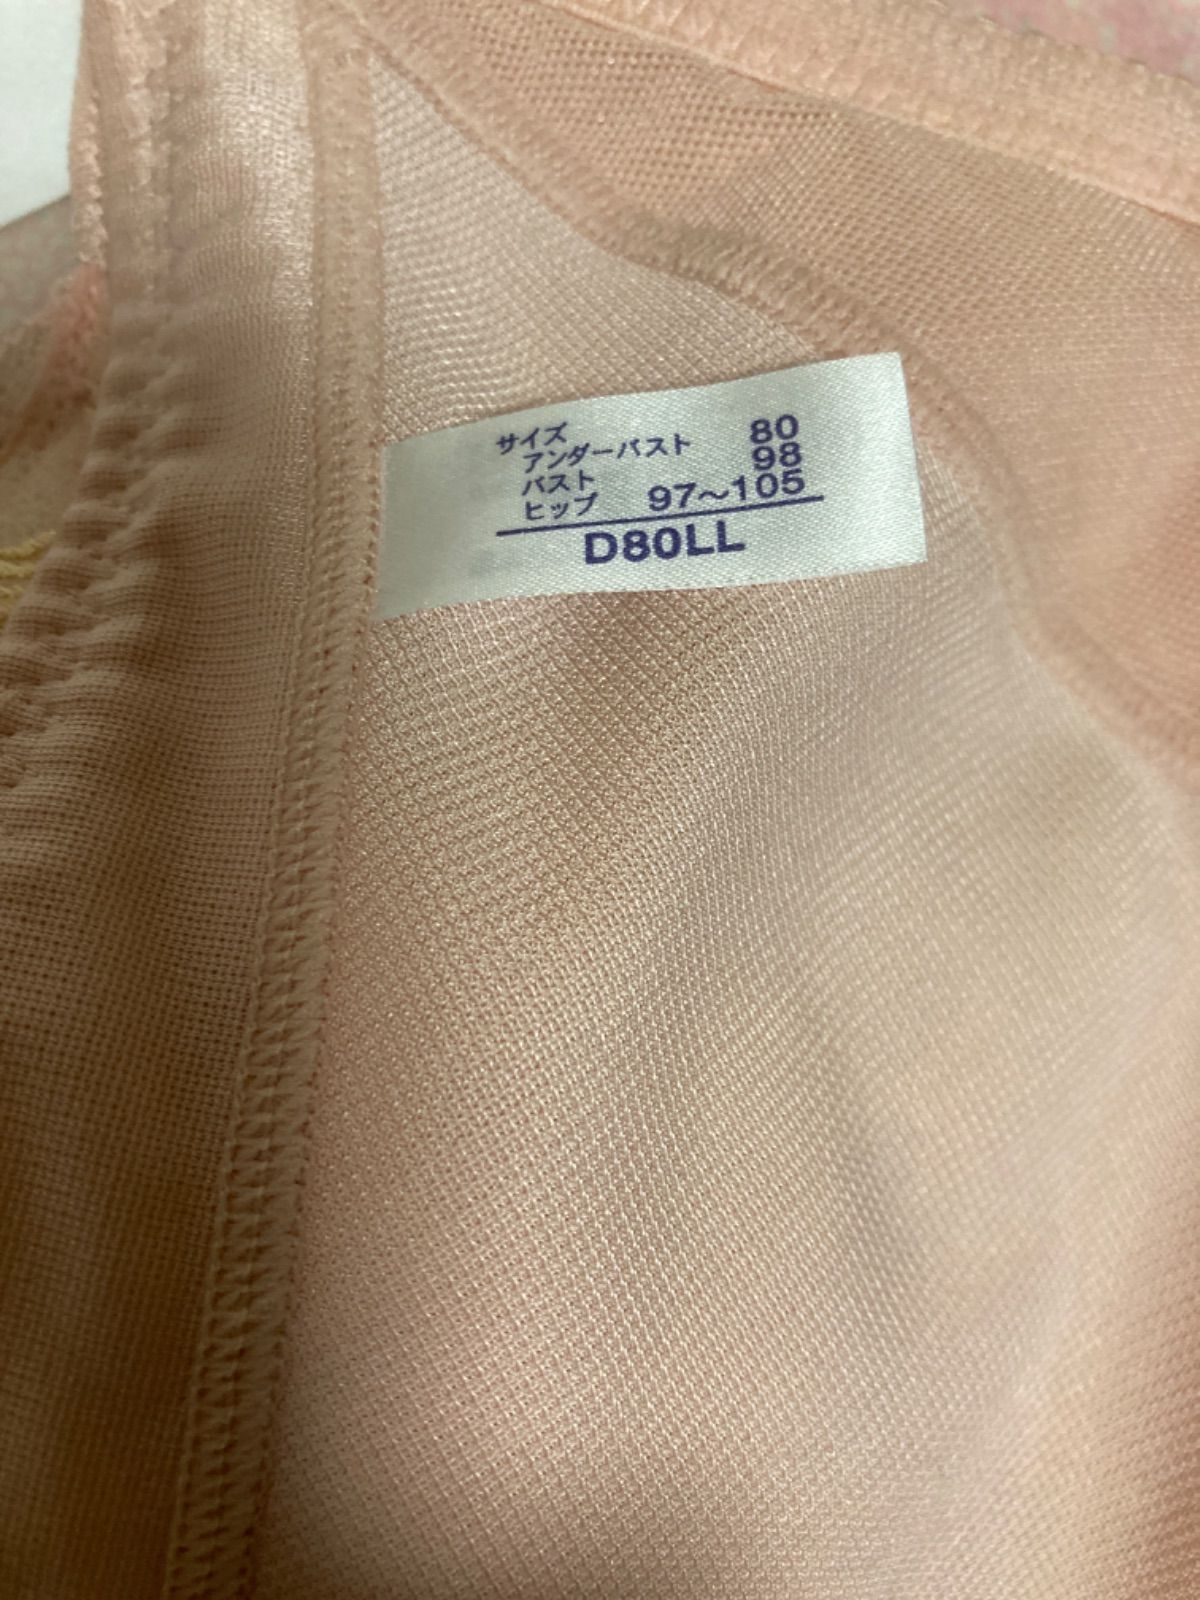 サイズ
アンダーバスト 80
バスト 98
ヒップ 97~105
D80LL